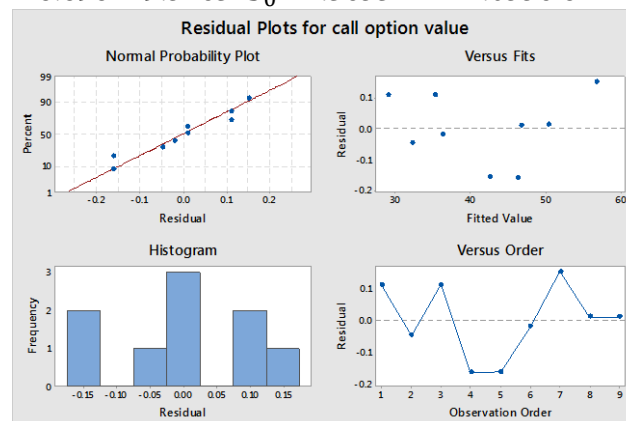 Residual Plots for call option value
Normal Probability Plot
99
90
50
10
1
Percent
-0.2 -0.1 0.0 0.1 0.2
Residual
Versus Fits
0.1
0.0
-0.1
-0.2
Residual
30 40 50 60
Fitted Value
Histogram
3
2
1
0
Frequency
-0.15 -0.10 -0.05 0.00 0.05 0.10 0.15
Residual
Versus Order
0.1
0.0
-0.1
-0.2
Residual
1 2 3 4 5 6 7 8 9
Observation Order